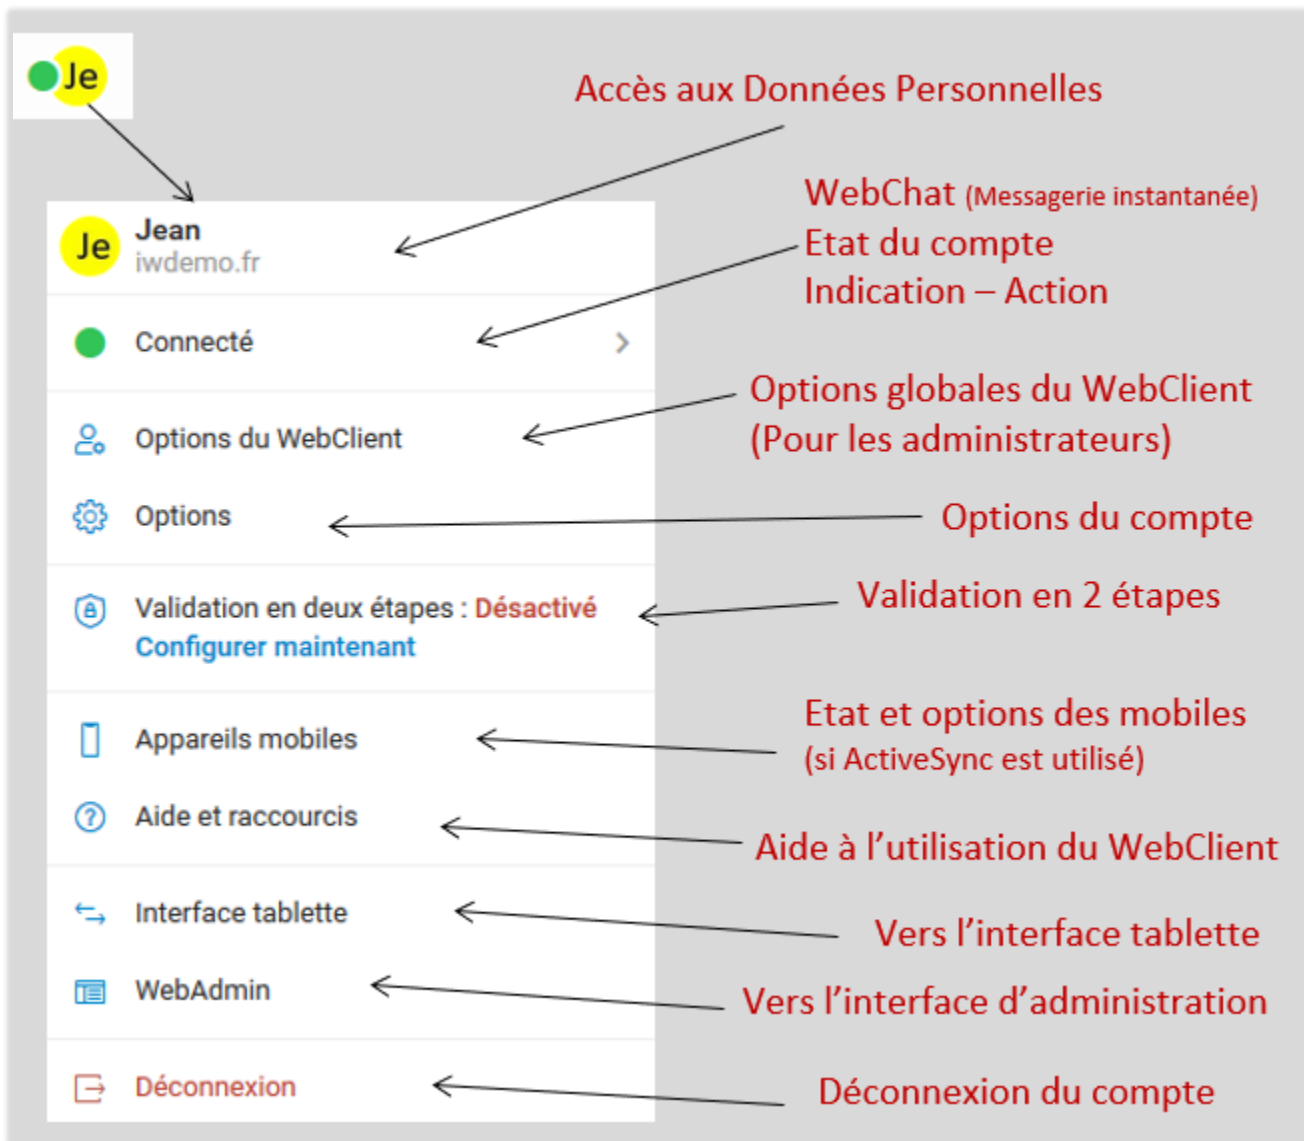 Je
Accès aux Données Personnelles
Je
Jean
iwdemo.fr
WebChat (Messagerie instantanée)
Etat du compte
Indication – Action
Connecté
Options globales du WebClient
(Pour les administrateurs)
Options du WebClient
Options
Options du compte
Validation en deux étapes : Désactivé
Configurer maintenant
Validation en 2 étapes
Appareils mobiles
Etat et options des mobiles
(si ActiveSync est utilisé)
Aide et raccourcis
Aide à l’utilisation du WebClient
Interface tablette
Vers l’interface tablette
WebAdmin
Vers l’interface d’administration
Déconnexion
Déconnexion du compte